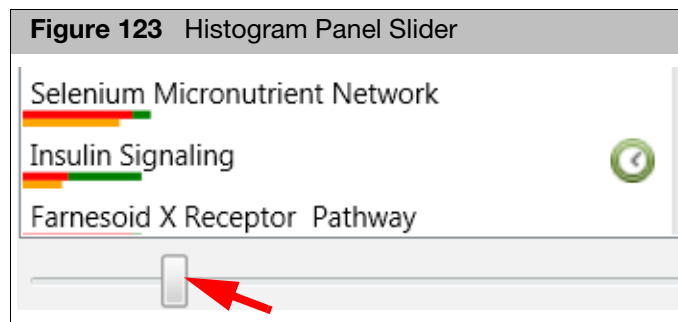 Figure 123 Histogram Panel Slider
Selenium Micronutrient Network
Insulin Signaling
Farnesoid X Receptor Pathway